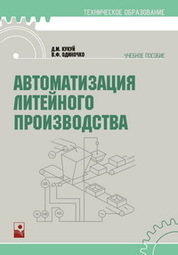 ТЕХНИЧЕСКОЕ ОБРАЗОВАНИЕ
Д.М. КУКУЙ
В.Ф. ОДИНОЧКО
УЧЕБНОЕ ПОСОБИЕ
АВТОМАТИЗАЦИЯ
ЛИТЕЙНОГО
ПРОИЗВОДСТВА